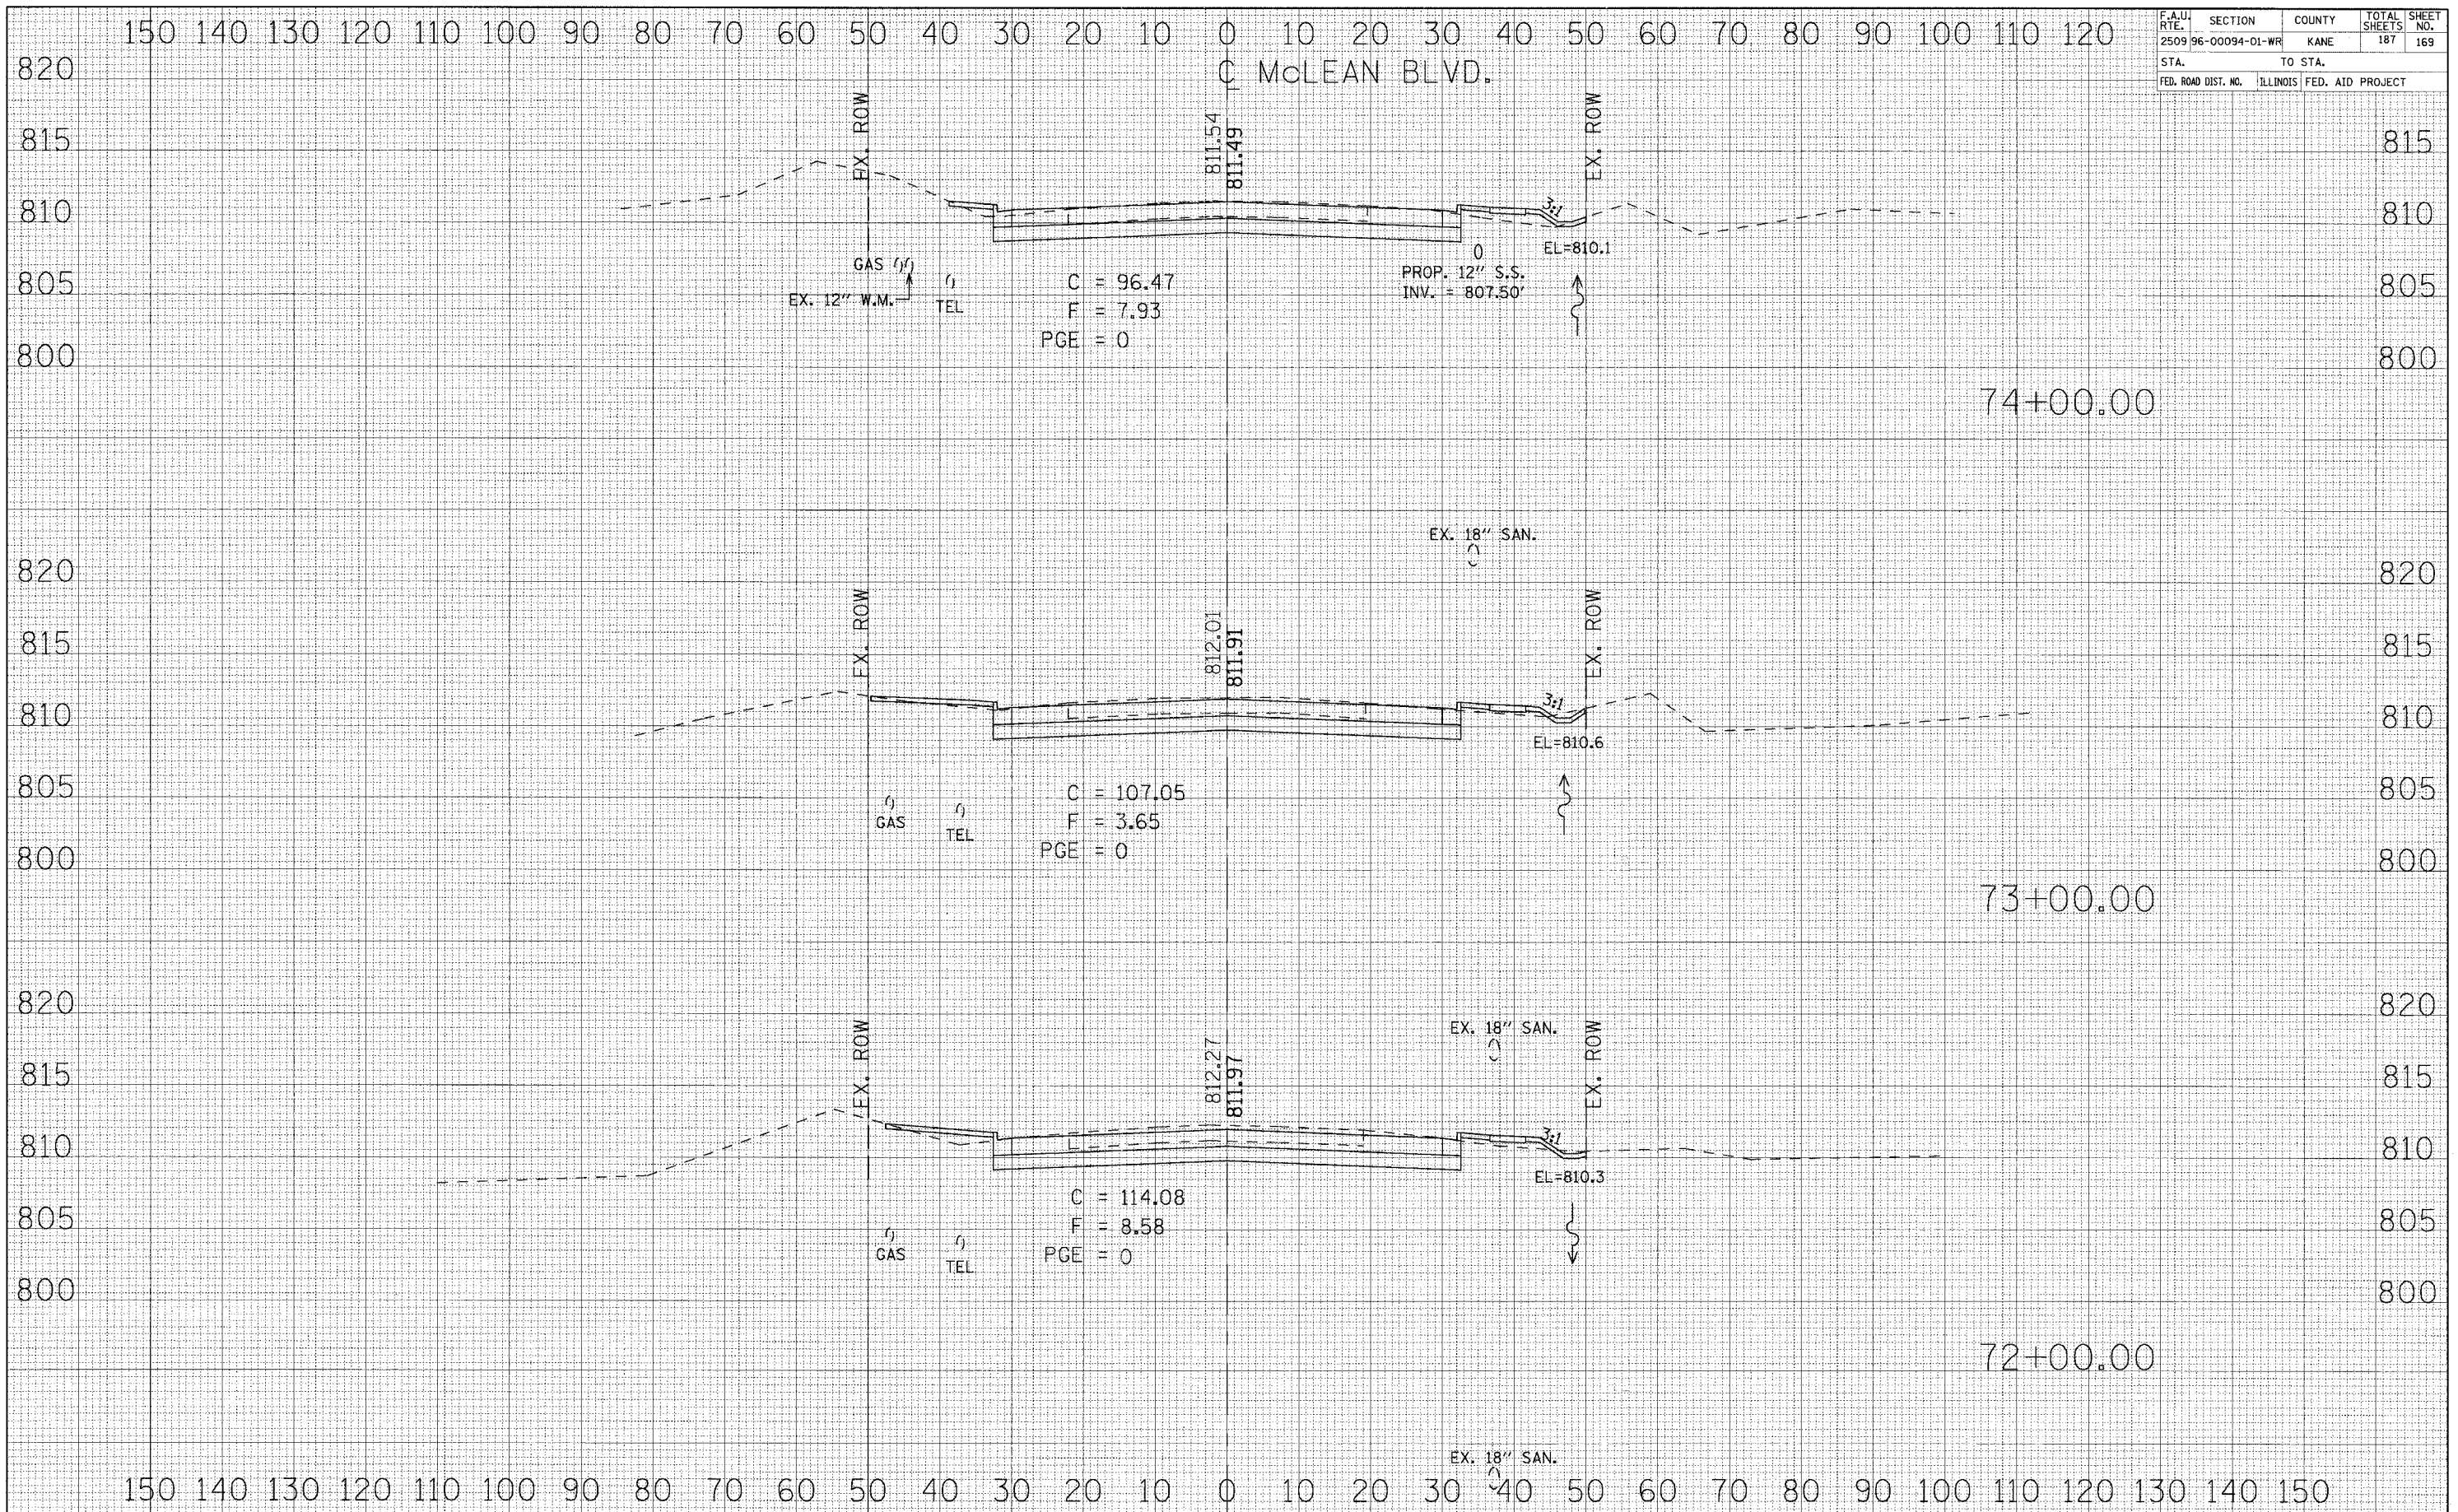 150 140 130 120 110 100 90 80 70 60 50 40 30 20 10 0 10 20 30 40 50 60 70 80 90 100 110 120
F.A.U. RTE. SECTION COUNTY TOTAL SHEETS SHEET NO.
2509 96-00094-01-WR KANE 187 169
STA. TO STA.
FED. ROAD DIST. NO. ILLINOIS FED. AID PROJECT
C McLEAN BLVD.
820
815 815
810 810
805 805
800 800
EX. ROW
811.54
811.49
EX. ROW
3:1
EL=810.1
GAS
EX. 12" W.M.
TEL
C = 96.47
F = 7.93
PGE = 0
PROP. 12" S.S.
INV. = 807.50'
74+00.00
EX. 18" SAN.
820 820
815 815
810 810
805 805
800 800
EX. ROW
812.01
811.91
EX. ROW
3:1
EL=810.6
GAS
TEL
C = 107.05
F = 3.65
PGE = 0
73+00.00
EX. 18" SAN.
820 820
815 815
810 810
805 805
800 800
EX. ROW
812.27
811.97
EX. ROW
3:1
EL=810.3
GAS
TEL
C = 114.08
F = 8.58
PGE = 0
72+00.00
EX. 18" SAN.
150 140 130 120 110 100 90 80 70 60 50 40 30 20 10 0 10 20 30 40 50 60 70 80 90 100 110 120 130 140 150